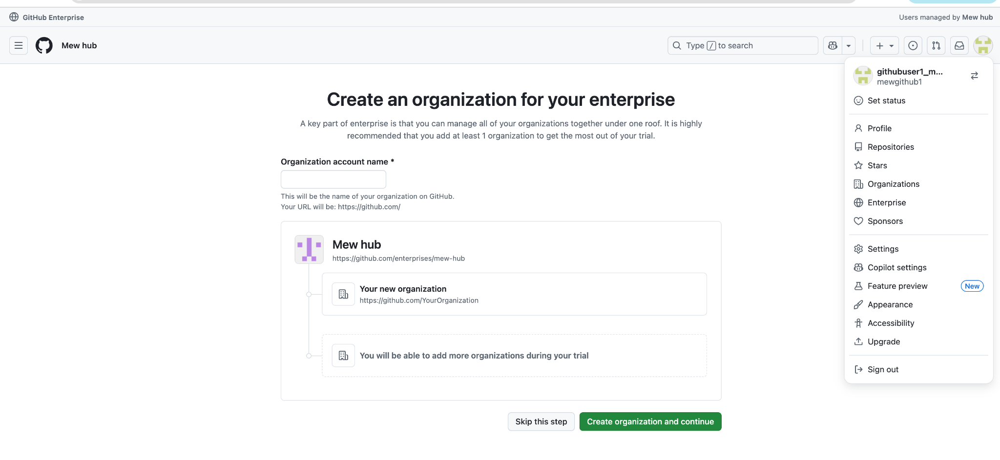 GitHub Enterprise
Users managed by Mew hub
Mew hub
Type / to search
Create an organization for your enterprise
A key part of enterprise is that you can manage all of your organizations together under one roof. It is highly
recommended that you add at least 1 organization to get the most out of your trial.
Organization account name *
This will be the name of your organization on GitHub.
Your URL will be: https://github.com/
Mew hub
https://github.com/enterprises/mew-hub
Your new organization
https://github.com/YourOrganization
You will be able to add more organizations during your trial
Skip this step
Create organization and continue
githubuser1_m...
mewgithub1
Set status
Profile
Repositories
Stars
Organizations
Enterprise
Sponsors
Settings
Copilot settings
Feature preview
New
Appearance
Accessibility
Upgrade
Sign out